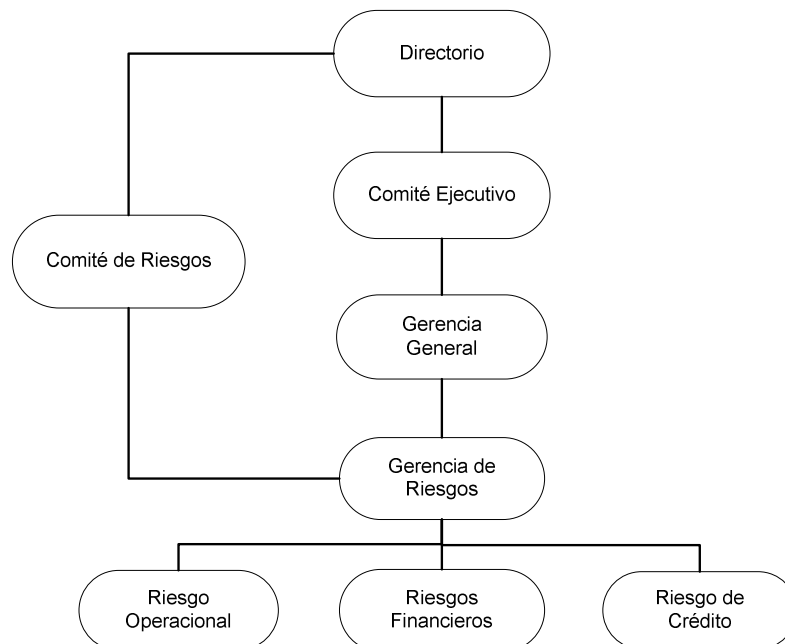 Directorio
Comité Ejecutivo
Comité de Riesgos
Gerencia
General
Gerencia de
Riesgos
Riesgo
Operacional
Riesgos
Financieros
Riesgo de
Crédito